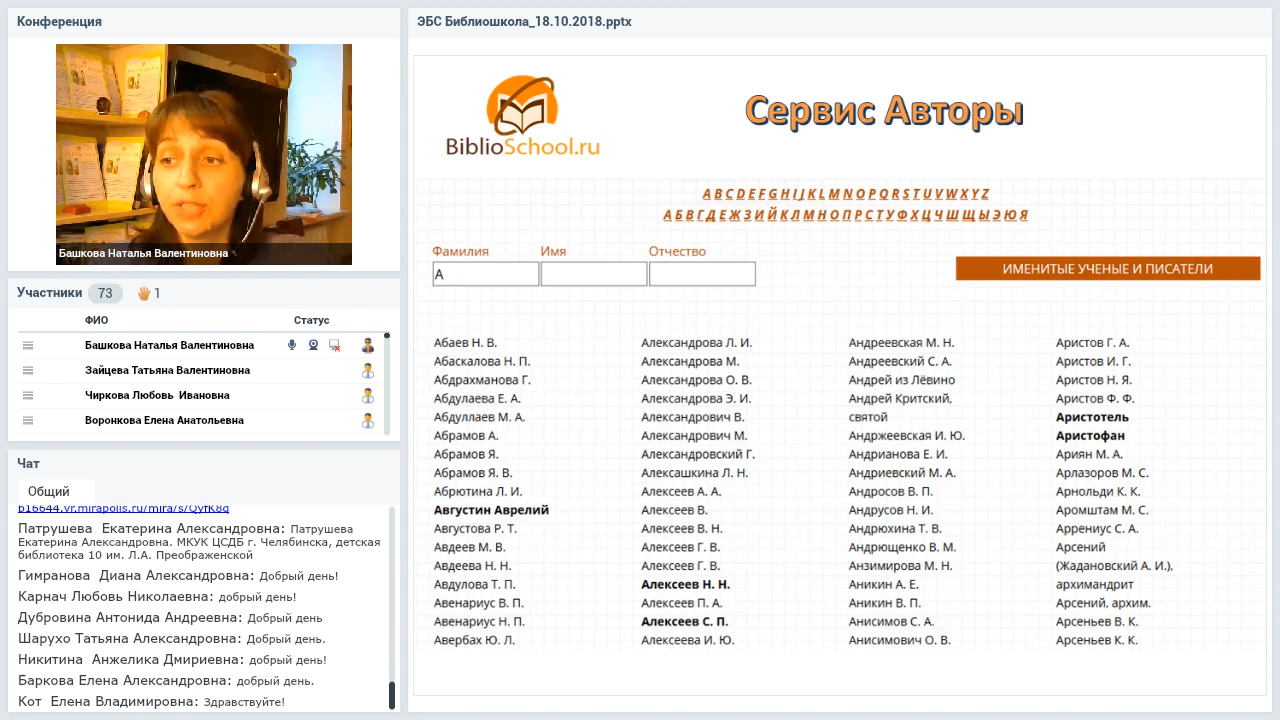 Конференция
Башкова Наталья Валентиновна
Участники 73 1
ФИО Статус
Башкова Наталья Валентиновна
Зайцева Татьяна Валентиновна
Чиркова Любовь Ивановна
Воронкова Елена Анатольевна
Чат
Общий
b16644.vr.mirapolis.ru/mira/s/QyfK8q
Патрушева Екатерина Александровна: Патрушева
Екатерина Александровна. МКУК ЦСДБ г. Челябинска, детская
библиотека 10 им. Л.А. Преображенской
Гимранова Диана Александровна: Добрый день!
Карнач Любовь Николаевна: добрый день!
Дубровина Антонида Андреевна: Добрый день
Шарухо Татьяна Александровна: Добрый день.
Никитина Анжелика Дмириевна: добрый день!
Баркова Елена Александровна: добрый день.
Кот Елена Владимировна: Здравствуйте!
ЭБС Библиошкола_18.10.2018.pptx
BiblioSchool.ru
Сервис Авторы
A B C D E F G H I J K L M N O P Q R S T U V W X Y Z
А Б В Г Д Е Ж З И Й К Л М Н О П Р С Т У Ф Х Ц Ч Ш Щ Ы Э Ю Я
Фамилия Имя Отчество
А
ИМЕНИТЫЕ УЧЕНЫЕ И ПИСАТЕЛИ
Абаев Н. В.
Абаскалова Н. П.
Абдрахманова Г.
Абдулаева Е. А.
Абдуллаев М. А.
Абрамов А.
Абрамов Я.
Абрамов Я. В.
Абрютина Л. И.
Августин Аврелий
Августова Р. Т.
Авдеев М. В.
Авдеева Н. Н.
Авдулова Т. П.
Авенариус В. П.
Авенариус Н. П.
Авербах Ю. Л.
Александрова Л. И.
Александрова М.
Александрова О. В.
Александрова Э. И.
Александрович В.
Александрович М.
Александровский Г.
Алексашкина Л. Н.
Алексеев А. А.
Алексеев В.
Алексеев В. Н.
Алексеев Г. В.
Алексеев Г. В.
Алексеев Н. Н.
Алексеев П. А.
Алексеев С. П.
Алексеева И. Ю.
Андреевская М. Н.
Андреевский С. А.
Андрей из Лёвино
Андрей Критский,
святой
Анджеевская И. Ю.
Андрианова Е. И.
Андриевский М. А.
Андросов В. П.
Андрусов Н. И.
Андрюхина Т. В.
Андрющенко В. М.
Анзимирова М. Н.
Аникин А. Е.
Аникин В. П.
Анисимов С. А.
Анисимович О. В.
Аристов Г. А.
Аристов И. Г.
Аристов Н. Я.
Аристов Ф. Ф.
Аристотель
Аристофан
Ариян М. А.
Арлазоров М. С.
Арнольди К. К.
Аромштам М. С.
Аррениус С. А.
Арсений
(Жадановский А. И.),
архимандрит
Арсений, архим.
Арсеньев В. К.
Арсеньев К. К.